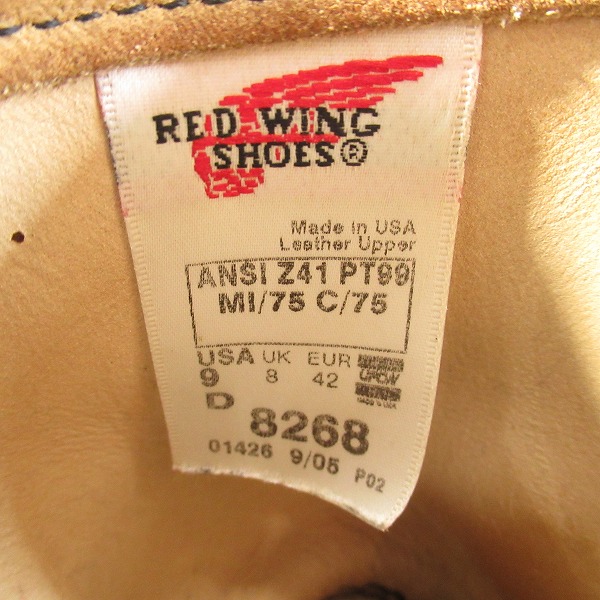 RED WING
SHOES®
Made in USA
Leather Upper
ANSI Z41 PT99
MI/75 C/75
USA UK EUR
9 8 42
D 8268
01426 9/05 P02